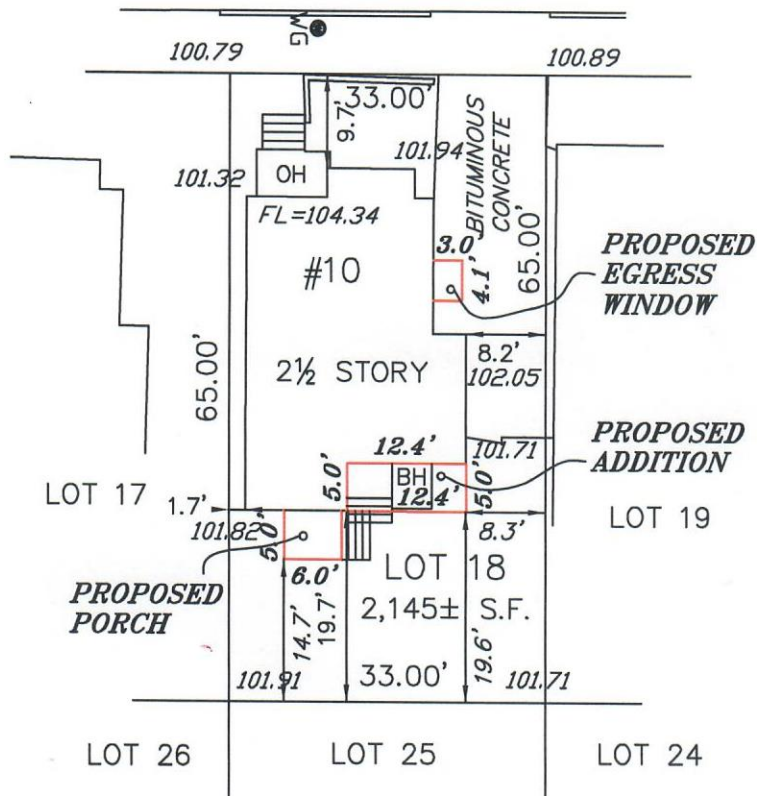 WG
100.79
100.89
33.00'
9.7'
101.94
BITUMINOUS
CONCRETE
OH
101.32
FL=104.34
#10
3.0'
4.1'
65.00'
PROPOSED
EGRESS
WINDOW
8.2'
102.05
2½ STORY
65.00'
12.4'
101.71
PROPOSED
ADDITION
5.0'
BH
12.4'
5.0'
LOT 17
1.7'
101.82
8.3'
LOT 19
5.0'
6.0'
LOT 18
PROPOSED
PORCH
2,145± S.F.
14.7'
19.7'
19.6'
33.00'
101.91
101.71
LOT 26
LOT 25
LOT 24